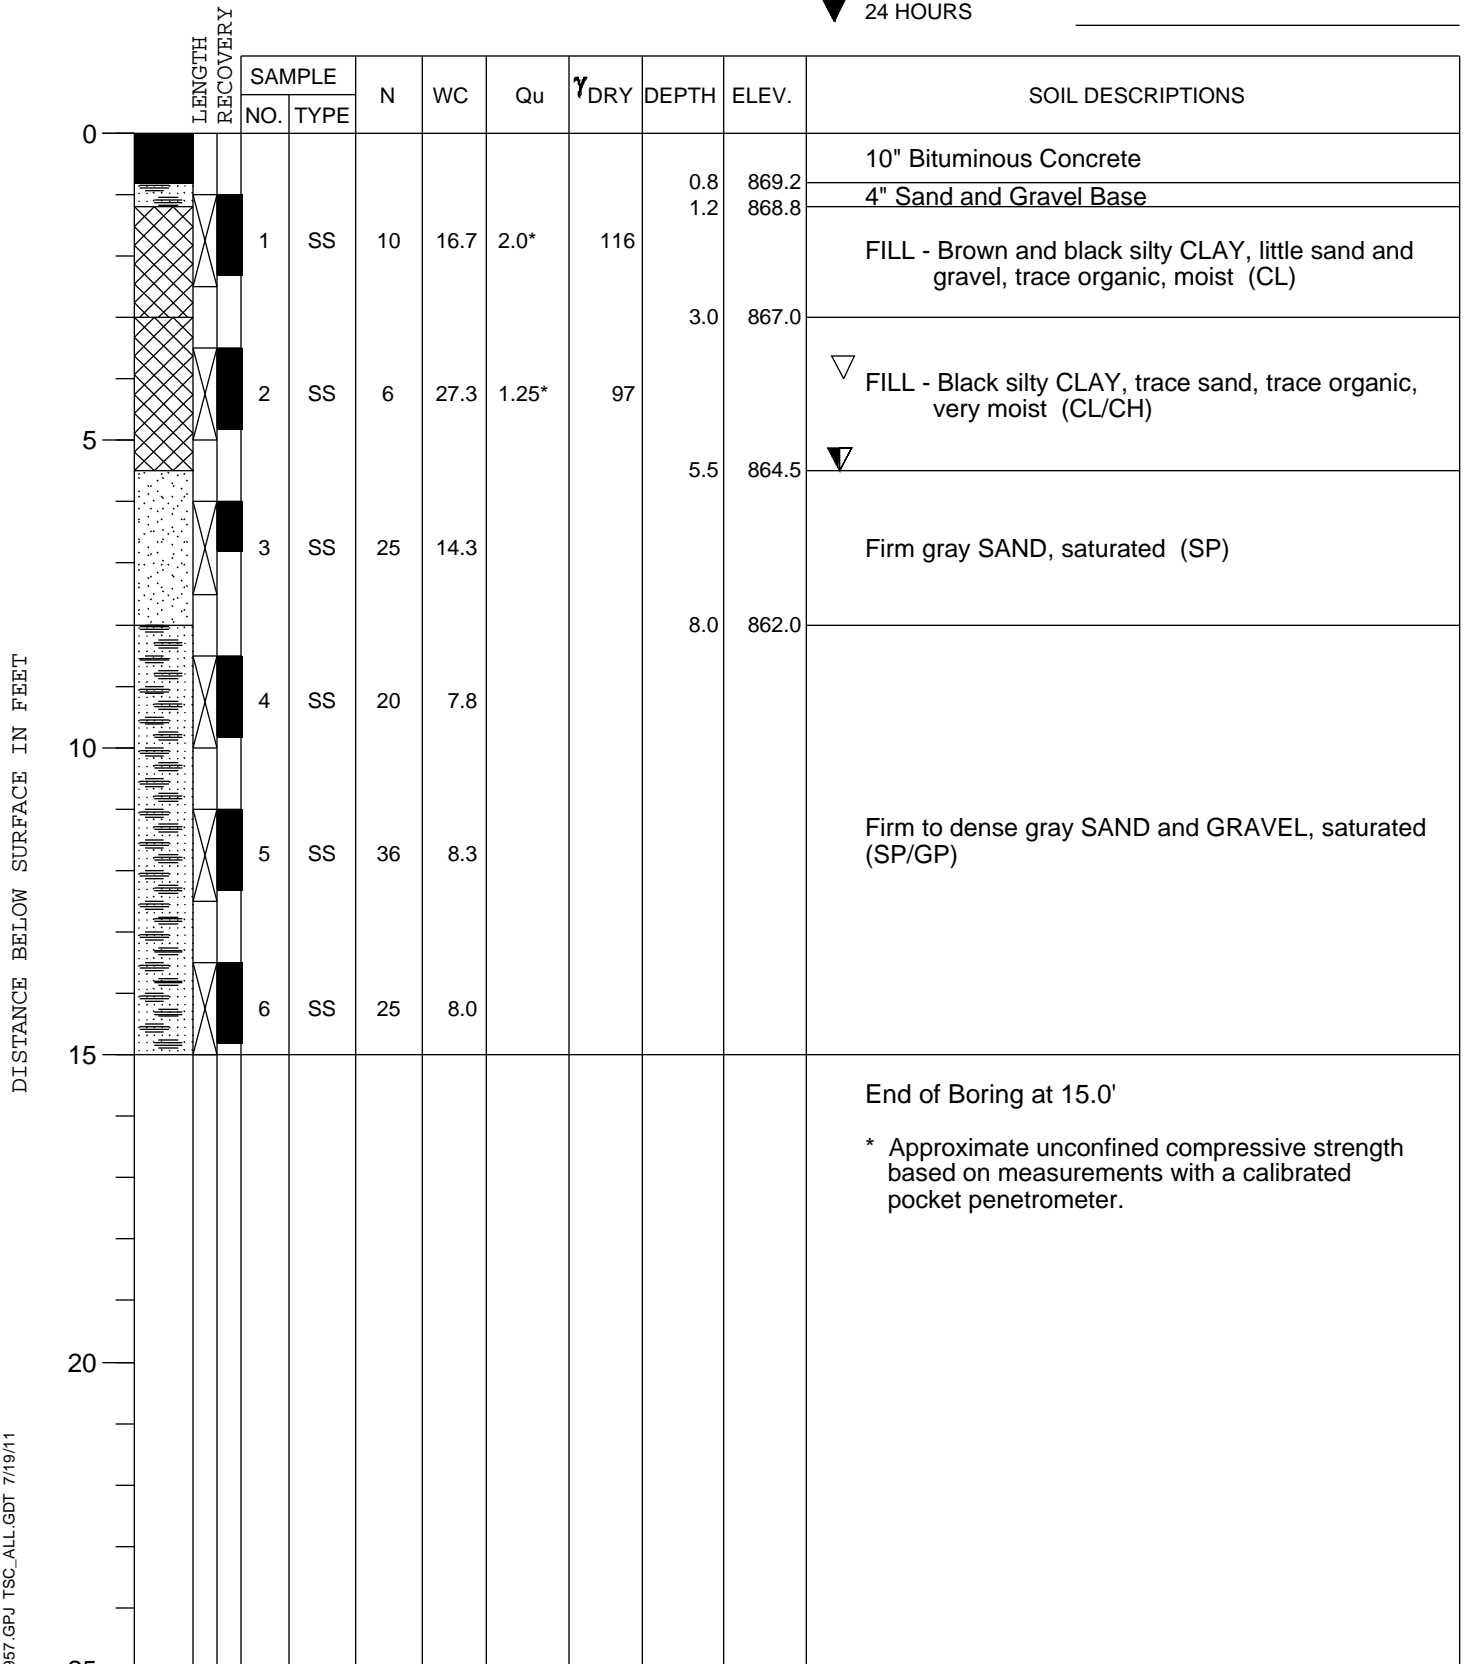 24 HOURS
LENGTH
RECOVERY
SAMPLE
NO. TYPE N WC Qu γDRY DEPTH ELEV. SOIL DESCRIPTIONS
0
10" Bituminous Concrete
0.8 869.2
4" Sand and Gravel Base
1.2 868.8
1 SS 10 16.7 2.0* 116
FILL - Brown and black silty CLAY, little sand and
gravel, trace organic, moist (CL)
3.0 867.0
2 SS 6 27.3 1.25* 97
FILL - Black silty CLAY, trace sand, trace organic,
very moist (CL/CH)
5
5.5 864.5
3 SS 25 14.3 Firm gray SAND, saturated (SP)
8.0 862.0
4 SS 20 7.8
10
5 SS 36 8.3
Firm to dense gray SAND and GRAVEL, saturated
(SP/GP)
6 SS 25 8.0
15
End of Boring at 15.0'
* Approximate unconfined compressive strength
based on measurements with a calibrated
pocket penetrometer.
20
DISTANCE BELOW SURFACE IN FEET
957.GPJ TSC_ALL.GDT 7/19/11